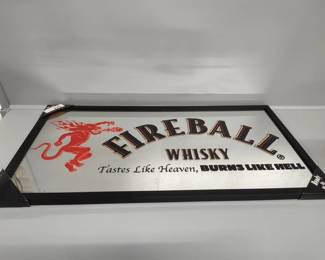 FIREBALL®
WHISKY
Tastes Like Heaven, BURNS LIKE HELL